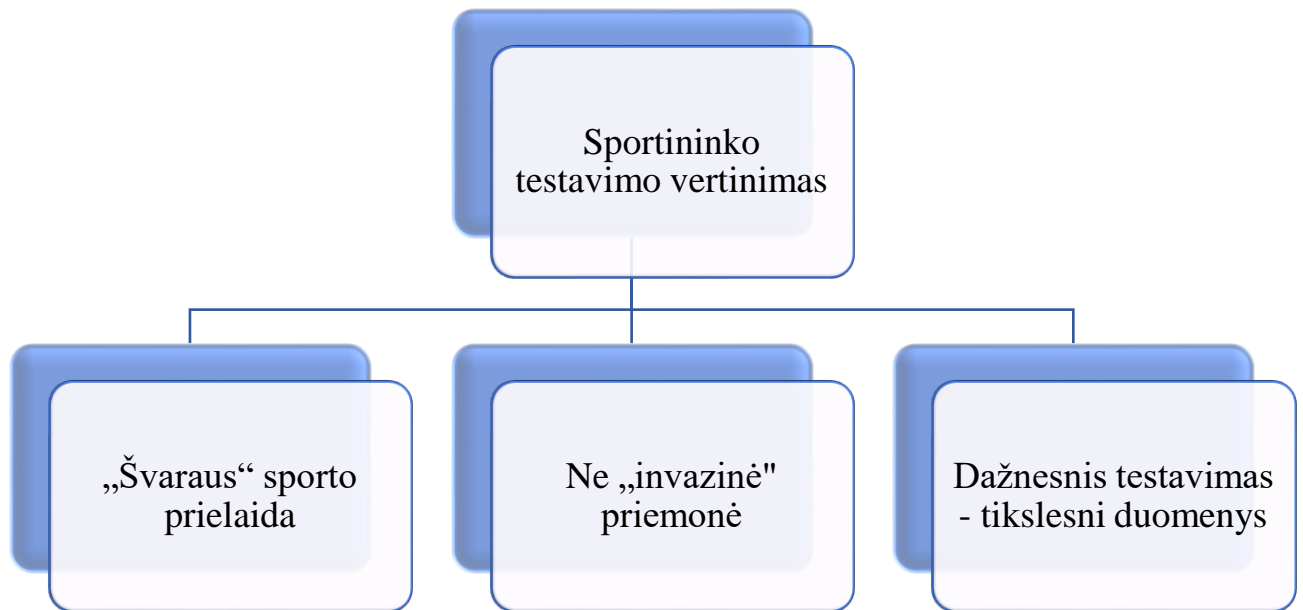 Sportininko
testavimo vertinimas
„Švaraus“ sporto
prielaida
Ne „invazinė"
priemonė
Dažnesnis testavimas
- tikslesni duomenys